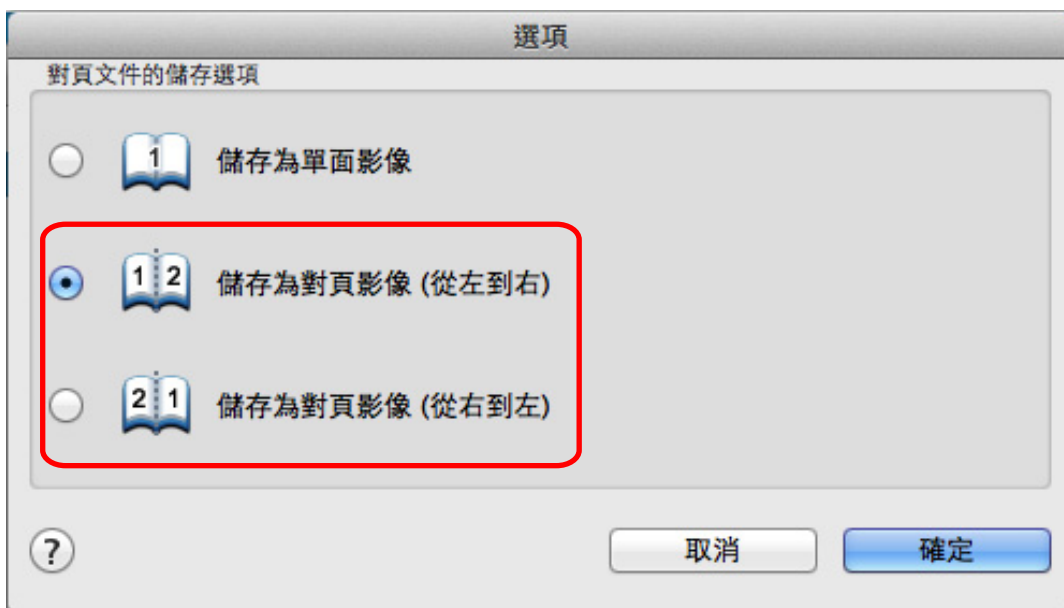 選項
對頁文件的儲存選項
1 儲存為單面影像
1 2 儲存為對頁影像 (從左到右)
2 1 儲存為對頁影像 (從右到左)
? 取消 確定